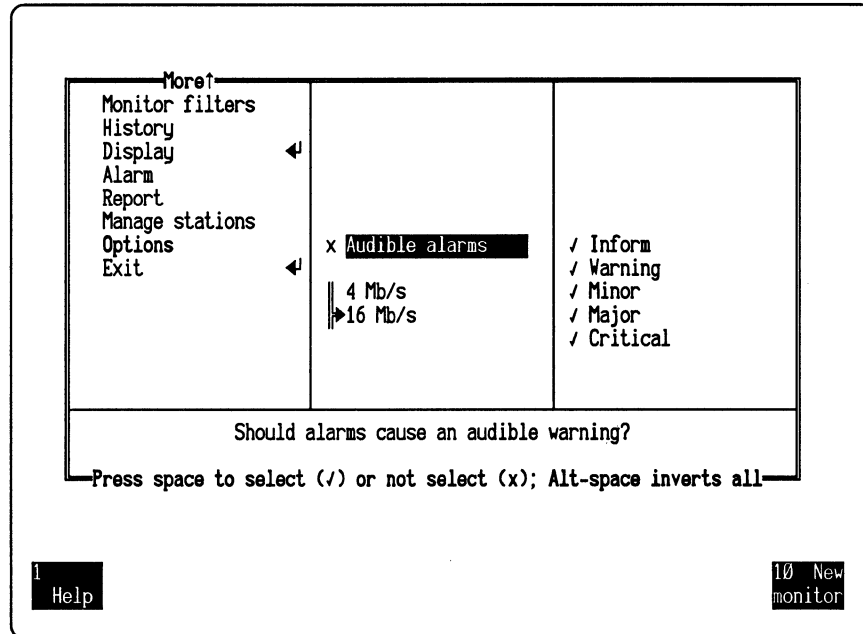 More↑
Monitor filters
History
Display ◄┘
Alarm
Report
Manage stations
Options
Exit ◄┘
x Audible alarms
4 Mb/s
►16 Mb/s
√ Inform
√ Warning
√ Minor
√ Major
√ Critical
Should alarms cause an audible warning?
Press space to select (√) or not select (x); Alt-space inverts all
1
Help
10 New
monitor